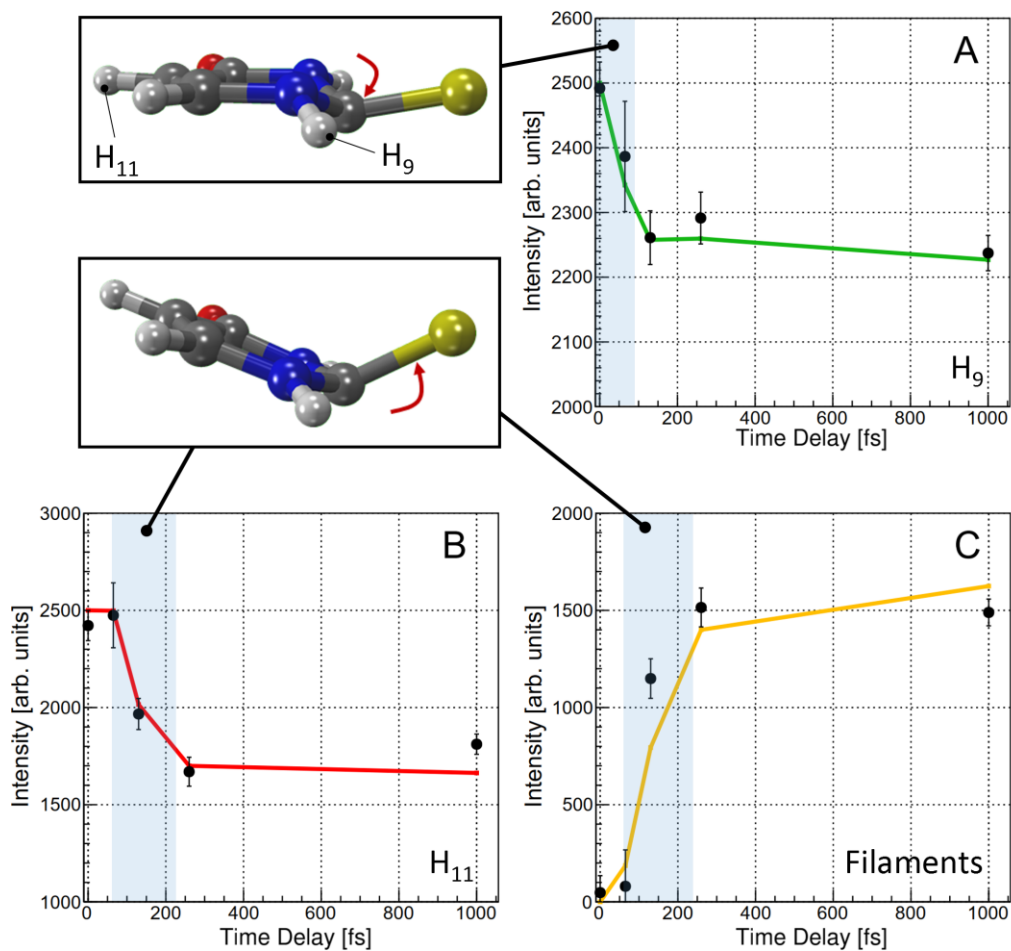 H11
H9
A
Intensity [arb. units]
2600
2500
2400
2300
2200
2100
2000
0 200 400 600 800 1000
Time Delay [fs]
H9
B
Intensity [arb. units]
3000
2500
2000
1500
1000
0 200 400 600 800 1000
Time Delay [fs]
H11
C
Intensity [arb. units]
2000
1500
1000
500
0
0 200 400 600 800 1000
Time Delay [fs]
Filaments